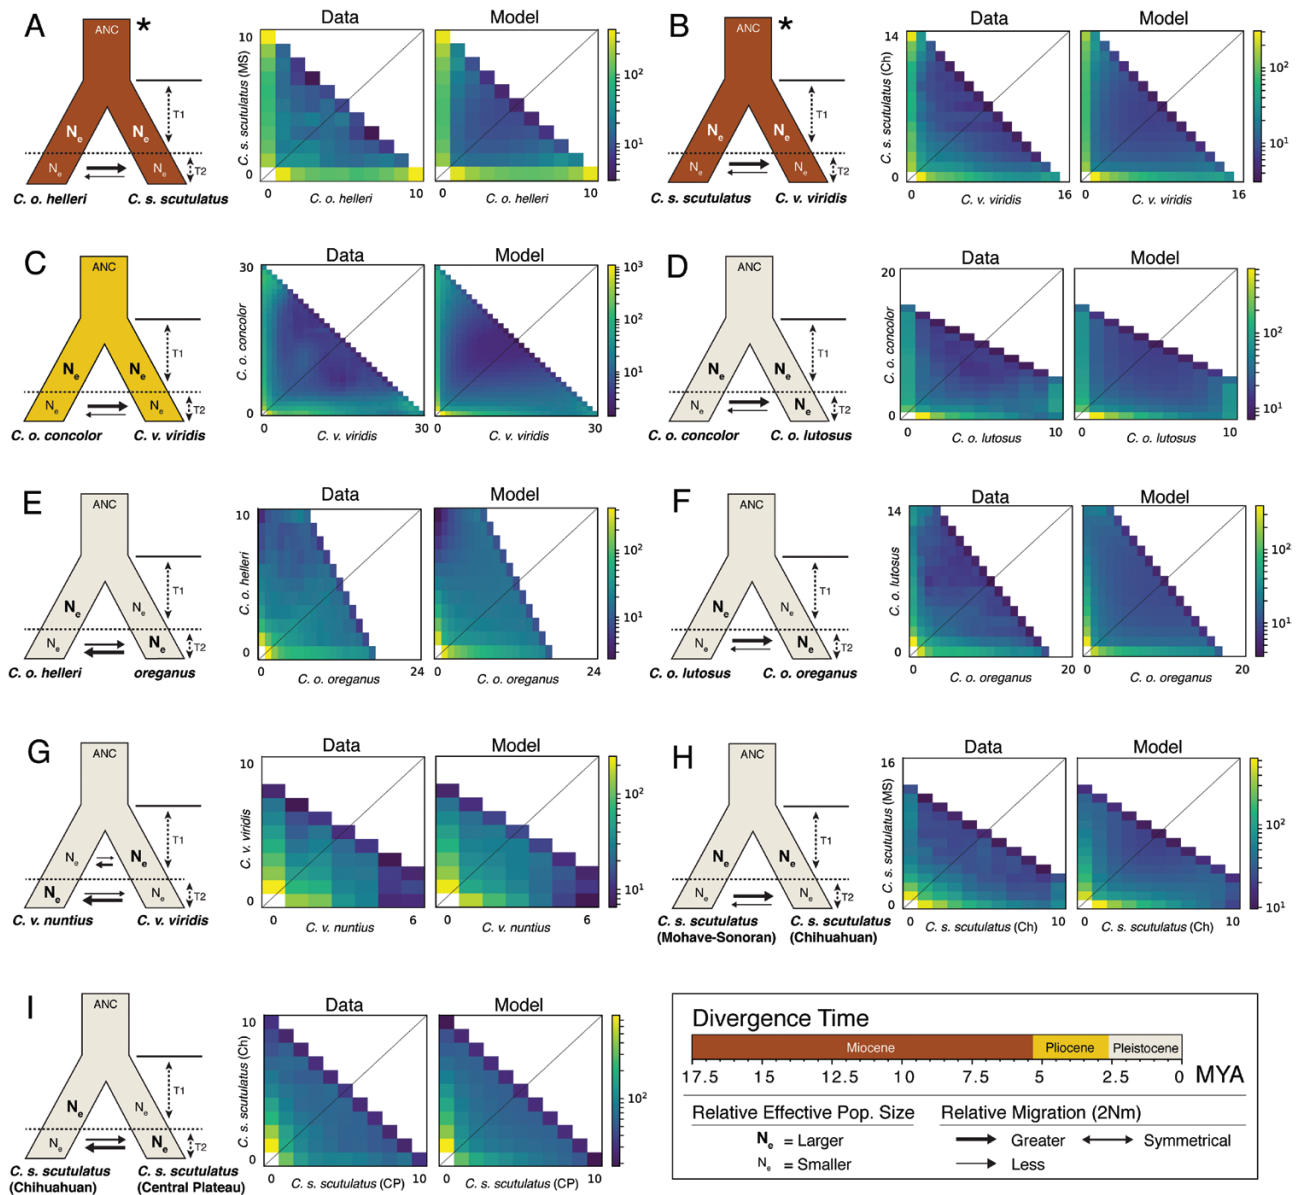 A
ANC
*
Data
Model
10
C. s. scutulatus (MS)
0
0
10
C. o. helleri
0
10
C. o. helleri
10²
10¹
Ne
Ne
T1
Ne
Ne
T2
C. o. helleri
C. s. scutulatus
B
ANC
*
Data
Model
14
C. s. scutulatus (Ch)
0
0
16
C. v. viridis
0
16
C. v. viridis
10²
10¹
Ne
Ne
T1
Ne
Ne
T2
C. s. scutulatus
C. v. viridis
C
ANC
Data
Model
30
C. o. concolor
0
0
30
C. v. viridis
0
30
C. v. viridis
10³
10²
10¹
Ne
Ne
T1
Ne
Ne
T2
C. o. concolor
C. v. viridis
D
ANC
Data
Model
20
C. o. concolor
0
0
10
C. o. lutosus
0
10
C. o. lutosus
10²
10¹
Ne
Ne
T1
Ne
Ne
T2
C. o. concolor
C. o. lutosus
E
ANC
Data
Model
10
C. o. helleri
0
0
24
C. o. oreganus
0
24
C. o. oreganus
10²
10¹
Ne
Ne
T1
Ne
Ne
T2
C. o. helleri
oreganus
F
ANC
Data
Model
14
C. o. lutosus
0
0
20
C. o. oreganus
0
20
C. o. oreganus
10²
10¹
Ne
Ne
T1
Ne
Ne
T2
C. o. lutosus
C. o. oreganus
G
ANC
Data
Model
10
C. v. viridis
0
0
6
C. v. nuntius
0
6
C. v. nuntius
10²
10¹
Ne
Ne
T1
Ne
Ne
T2
C. v. nuntius
C. v. viridis
H
ANC
Data
Model
16
C. s. scutulatus (MS)
0
0
10
C. s. scutulatus (Ch)
0
10
C. s. scutulatus (Ch)
10²
10¹
Ne
Ne
T1
Ne
Ne
T2
C. s. scutulatus
(Mohave-Sonoran)
C. s. scutulatus
(Chihuahuan)
I
ANC
Data
Model
10
C. s. scutulatus (Ch)
0
0
10
C. s. scutulatus (CP)
0
10
C. s. scutulatus (CP)
10²
Ne
Ne
T1
Ne
Ne
T2
C. s. scutulatus
(Chihuahuan)
C. s. scutulatus
(Central Plateau)
Divergence Time
Miocene Pliocene Pleistocene
17.5 15 12.5 10 7.5 5 2.5 0 MYA
Relative Effective Pop. Size
Ne = Larger
Ne = Smaller
Relative Migration (2Nm)
Greater Symmetrical
Less